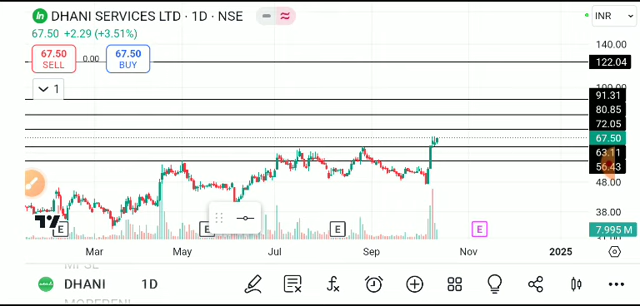 DHANI SERVICES LTD · 1D · NSE
INR
67.50 +2.29 (+3.51%)
67.50
SELL
0.00
67.50
BUY
1
140.00
122.04
100.00
91.31
80.85
72.05
67.50
63.11
56.43
48.00
38.00
7.995 M
E
E
E
E
Mar
May
Jul
Sep
Nov
2025
DHANI
1D